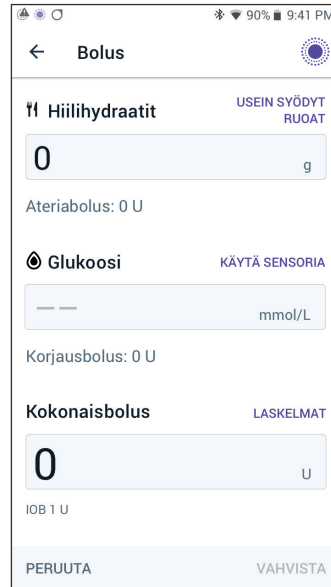 90% 9:41 PM
Bolus
Hiilihydraatit
USEIN SYÖDYT
RUOAT
0
g
Ateriabolus: 0 U
Glukoosi
KÄYTÄ SENSORIA
— —
mmol/L
Korjausbolus: 0 U
Kokonaisbolus
LASKELMAT
0
U
IOB 1 U
PERUUTA
VAHVISTA